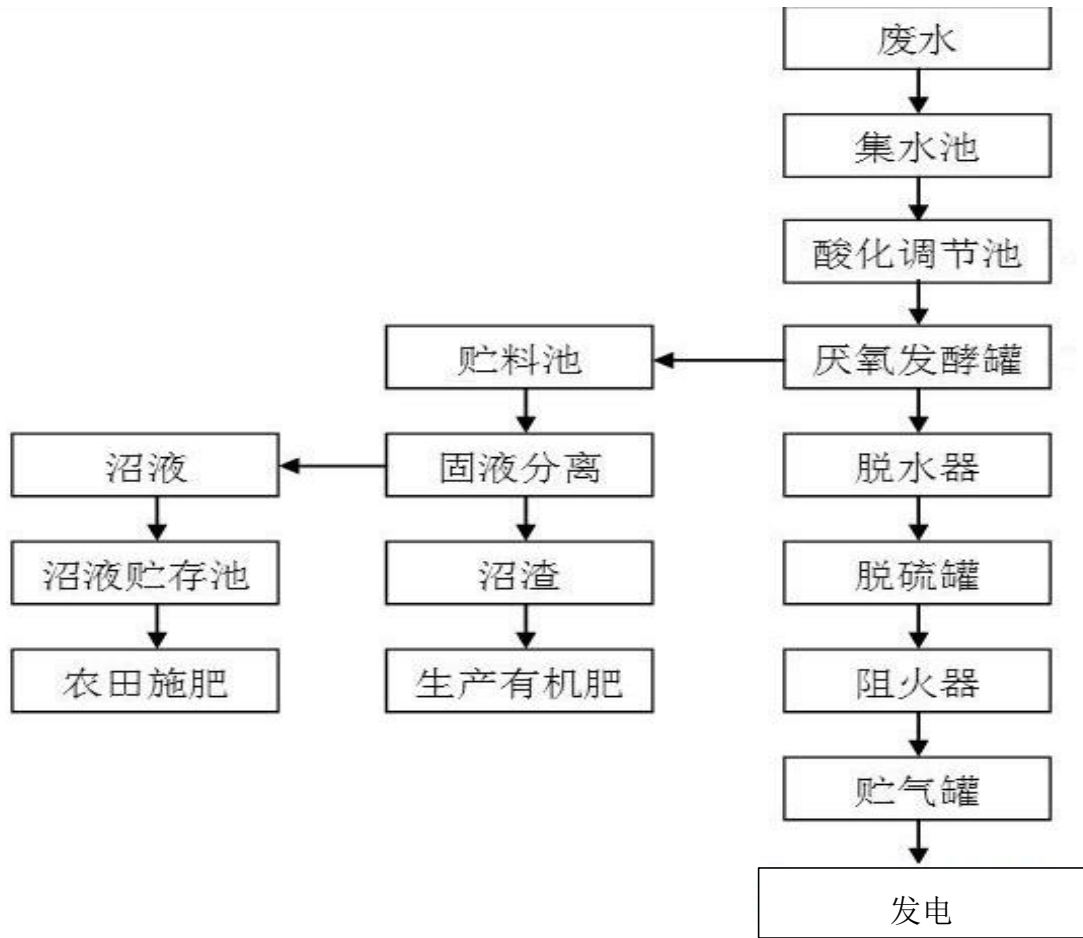 废水
集水池
酸化调节池
贮料池
厌氧发酵罐
沼液
固液分离
脱水器
沼液贮存池
沼渣
脱硫罐
农田施肥
生产有机肥
阻火器
贮气罐
发电